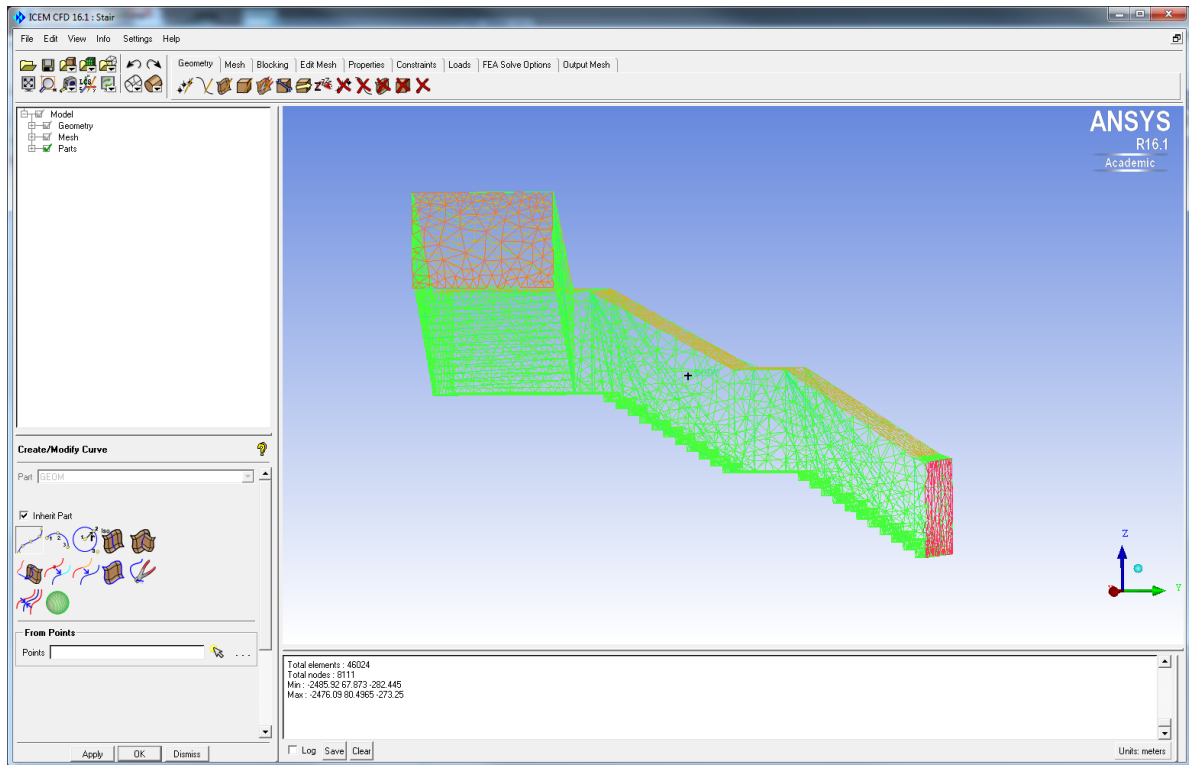 ICEM CFD 16.1 : Stair
File Edit View Info Settings Help
Geometry Mesh Blocking Edit Mesh Properties Constraints Loads FEA Solve Options Output Mesh
Model
Geometry
Mesh
Parts
ANSYS
R16.1
Academic
Create/Modify Curve
Part GEOM
Inherit Part
From Points
Points ...
Z
Y
Total elements : 46024
Total nodes : 8111
Min : -2485.92 67.873 -282.445
Max : -2476.09 80.4965 -273.25
Apply OK Dismiss
Log Save Clear
Units: meters